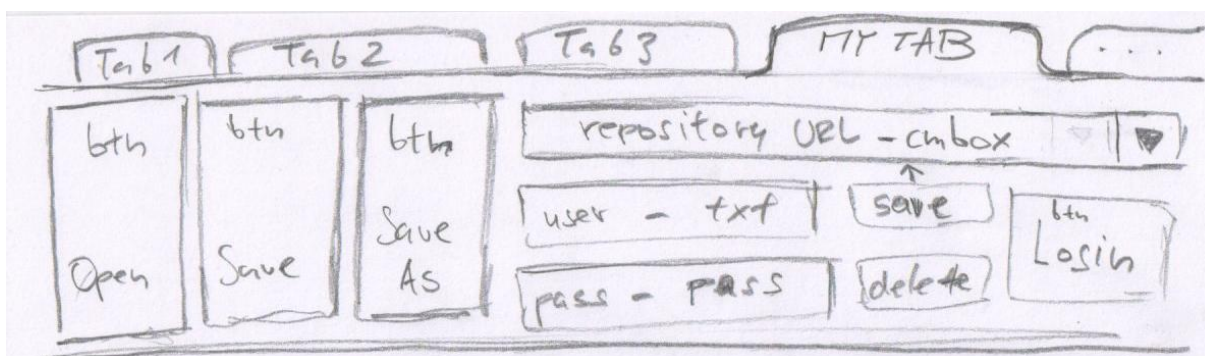 Tab1 Tab2 Tab3 MY TAB ...
btn btn btn
Open Save Save
As
repository URL - cmbox
user - txt save
pass - pass delete
btn
Login